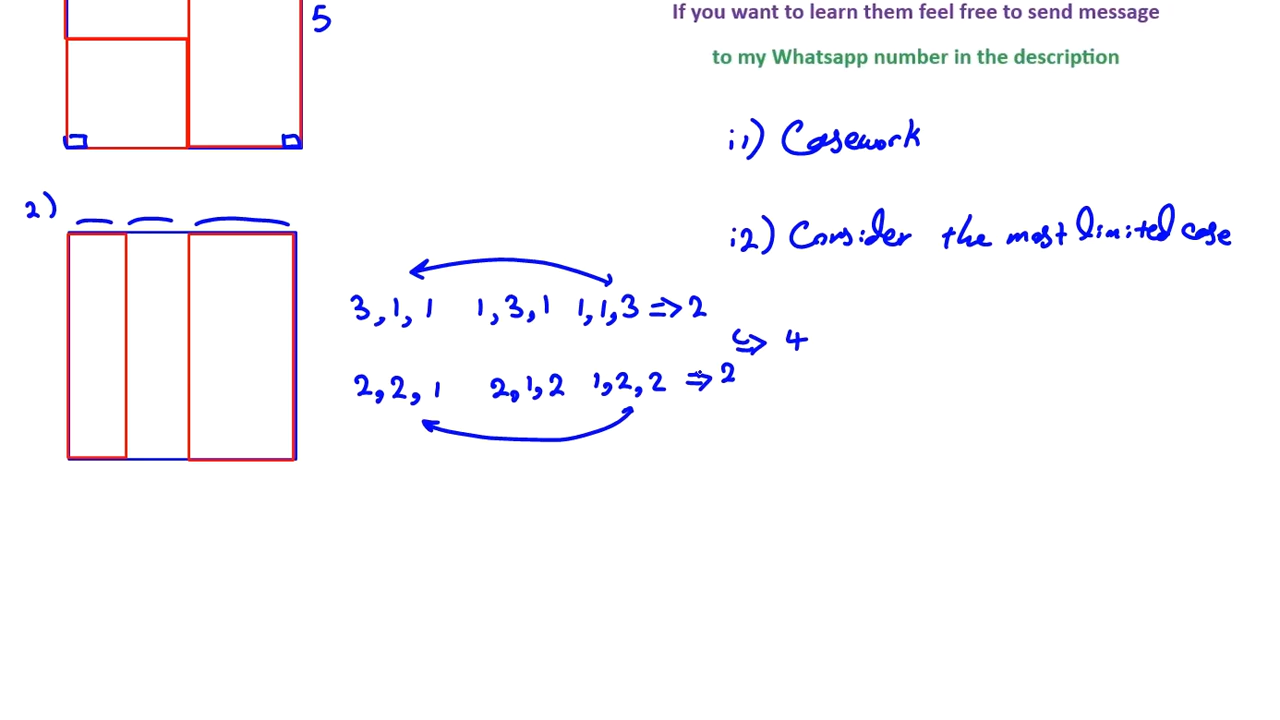 5
If you want to learn them feel free to send message
to my Whatsapp number in the description
i1) Casework
2)
i2) Consider the most limited case
3,1,1 1,3,1 1,1,3 => 2
=> 4
2,2,1 2,1,2 1,2,2 => 2